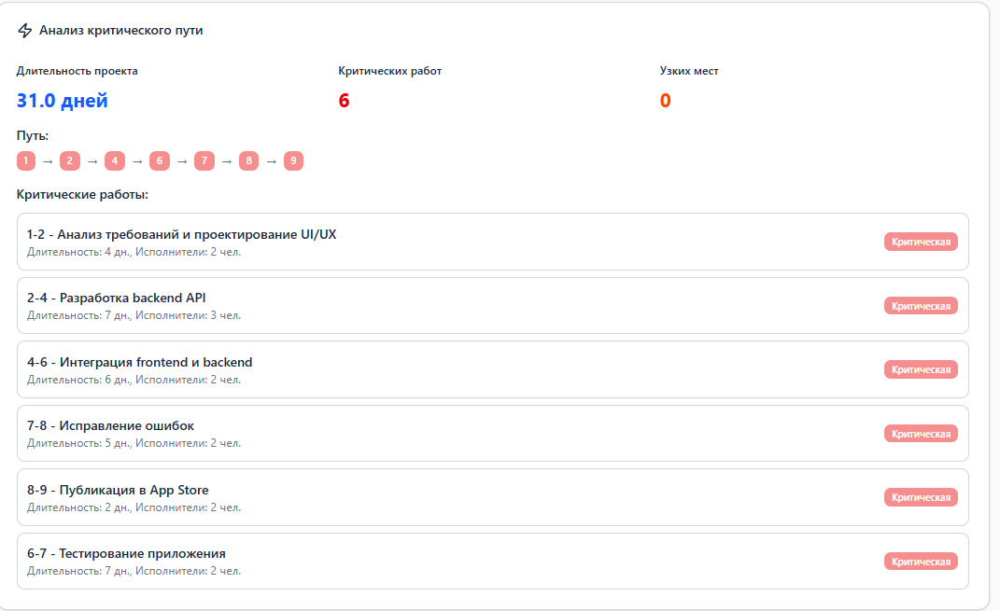 Анализ критического пути
Длительность проекта Критических работ Узких мест
31.0 дней 6 0
Путь:
1 → 2 → 4 → 6 → 7 → 8 → 9
Критические работы:
1-2 - Анализ требований и проектирование UI/UX
Длительность: 4 дн., Исполнители: 2 чел.
Критическая
2-4 - Разработка backend API
Длительность: 7 дн., Исполнители: 3 чел.
Критическая
4-6 - Интеграция frontend и backend
Длительность: 6 дн., Исполнители: 2 чел.
Критическая
7-8 - Исправление ошибок
Длительность: 5 дн., Исполнители: 2 чел.
Критическая
8-9 - Публикация в App Store
Длительность: 2 дн., Исполнители: 2 чел.
Критическая
6-7 - Тестирование приложения
Длительность: 7 дн., Исполнители: 2 чел.
Критическая